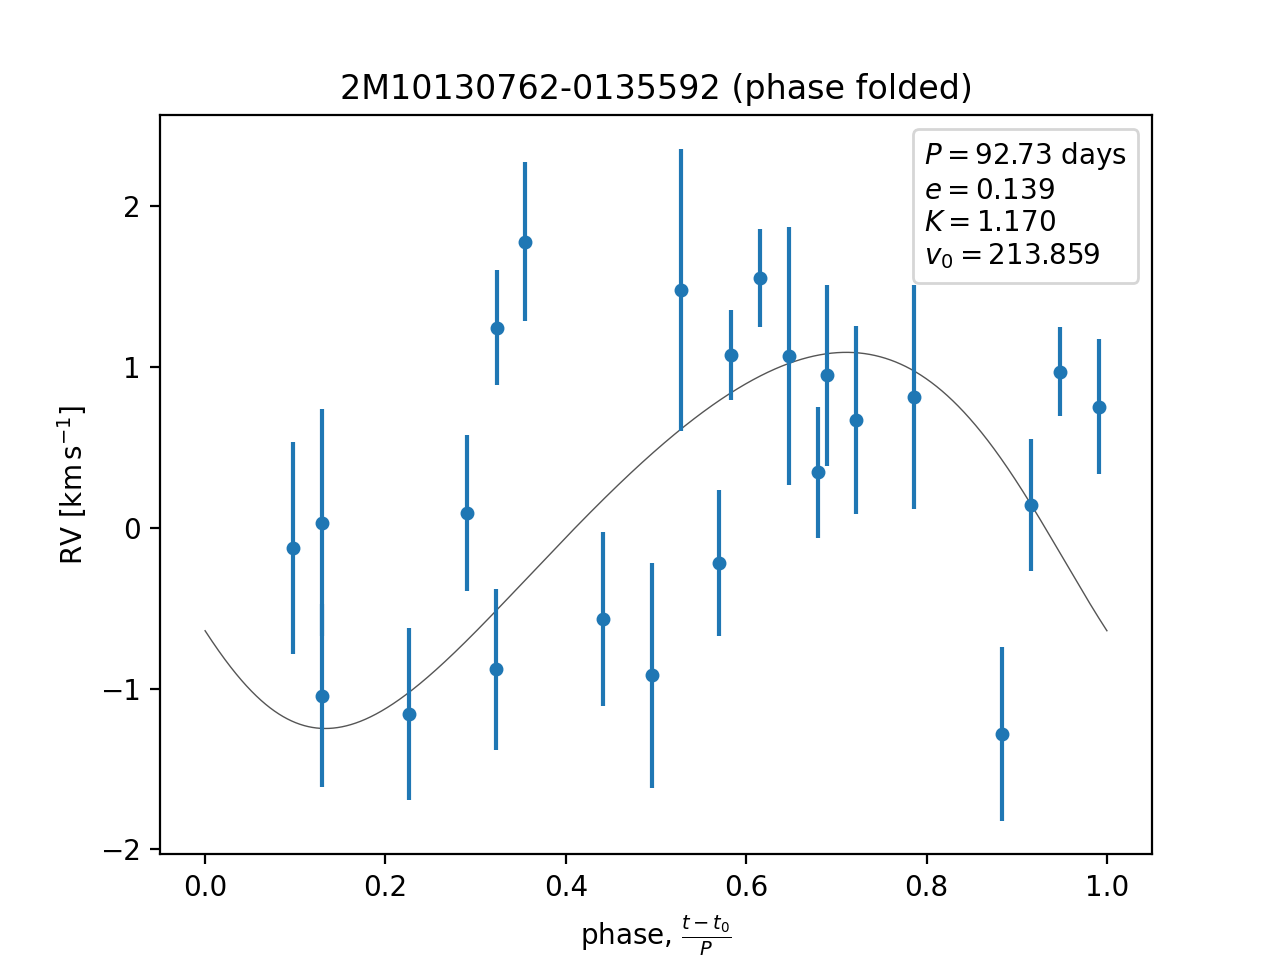 2M10130762-0135592 (phase folded)
P = 92.73 days
e = 0.139
K = 1.170
v₀ = 213.859
2
1
0
−1
−2
RV [km s⁻¹]
0.0 0.2 0.4 0.6 0.8 1.0
phase, (t − t₀)/P